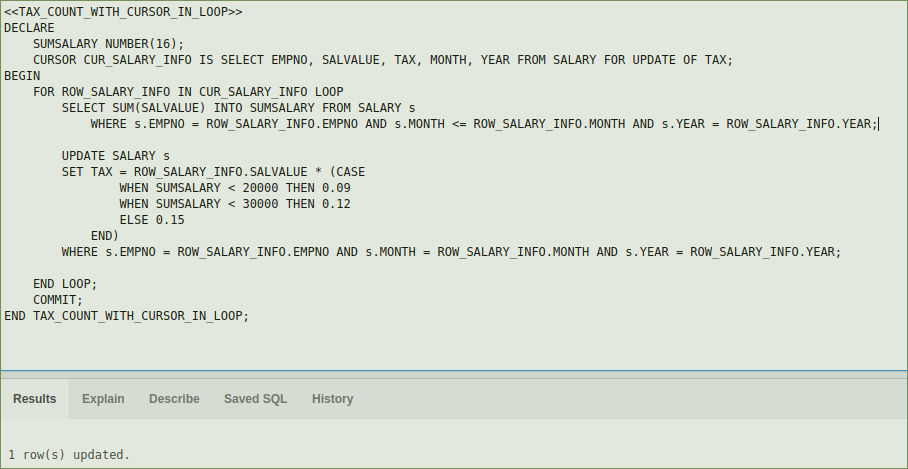 <<TAX_COUNT_WITH_CURSOR_IN_LOOP>>
DECLARE
    SUMSALARY NUMBER(16);
    CURSOR CUR_SALARY_INFO IS SELECT EMPNO, SALVALUE, TAX, MONTH, YEAR FROM SALARY FOR UPDATE OF TAX;
BEGIN
    FOR ROW_SALARY_INFO IN CUR_SALARY_INFO LOOP
        SELECT SUM(SALVALUE) INTO SUMSALARY FROM SALARY s
            WHERE s.EMPNO = ROW_SALARY_INFO.EMPNO AND s.MONTH <= ROW_SALARY_INFO.MONTH AND s.YEAR = ROW_SALARY_INFO.YEAR;
        UPDATE SALARY s
        SET TAX = ROW_SALARY_INFO.SALVALUE * (CASE
                WHEN SUMSALARY < 20000 THEN 0.09
                WHEN SUMSALARY < 30000 THEN 0.12
                ELSE 0.15
            END)
        WHERE s.EMPNO = ROW_SALARY_INFO.EMPNO AND s.MONTH = ROW_SALARY_INFO.MONTH AND s.YEAR = ROW_SALARY_INFO.YEAR;
    END LOOP;
    COMMIT;
END TAX_COUNT_WITH_CURSOR_IN_LOOP;
Results Explain Describe Saved SQL History
1 row(s) updated.